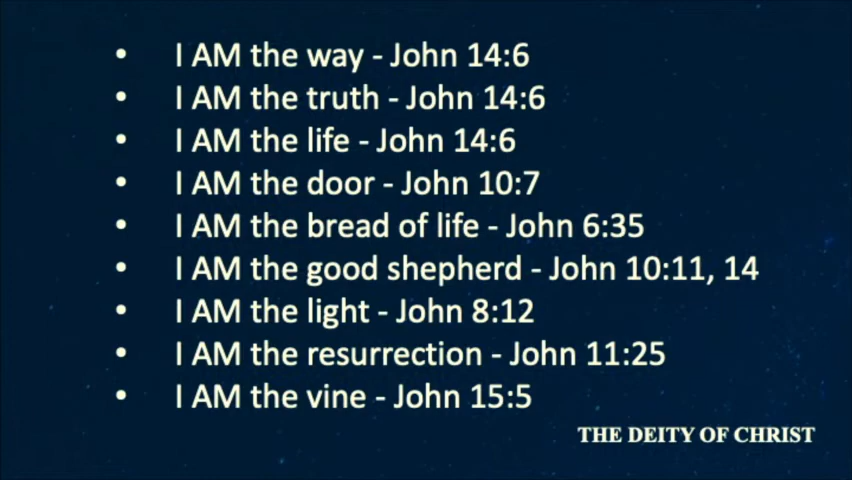 • I AM the way - John 14:6
• I AM the truth - John 14:6
• I AM the life - John 14:6
• I AM the door - John 10:7
• I AM the bread of life - John 6:35
• I AM the good shepherd - John 10:11, 14
• I AM the light - John 8:12
• I AM the resurrection - John 11:25
• I AM the vine - John 15:5
THE DEITY OF CHRIST